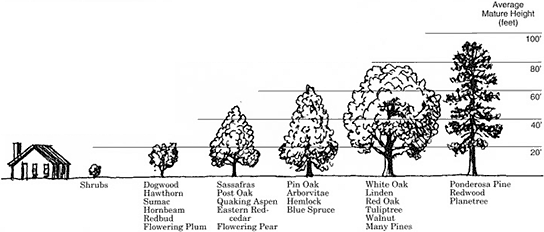 Average
Mature Height
(feet)
100'
80'
60'
40'
20'
Shrubs
Dogwood
Hawthorn
Sumac
Hornbeam
Redbud
Flowering Plum
Sassafras
Post Oak
Quaking Aspen
Eastern Red-
cedar
Flowering Pear
Pin Oak
Arborvitae
Hemlock
Blue Spruce
White Oak
Linden
Red Oak
Tuliptree
Walnut
Many Pines
Ponderosa Pine
Redwood
Planetree